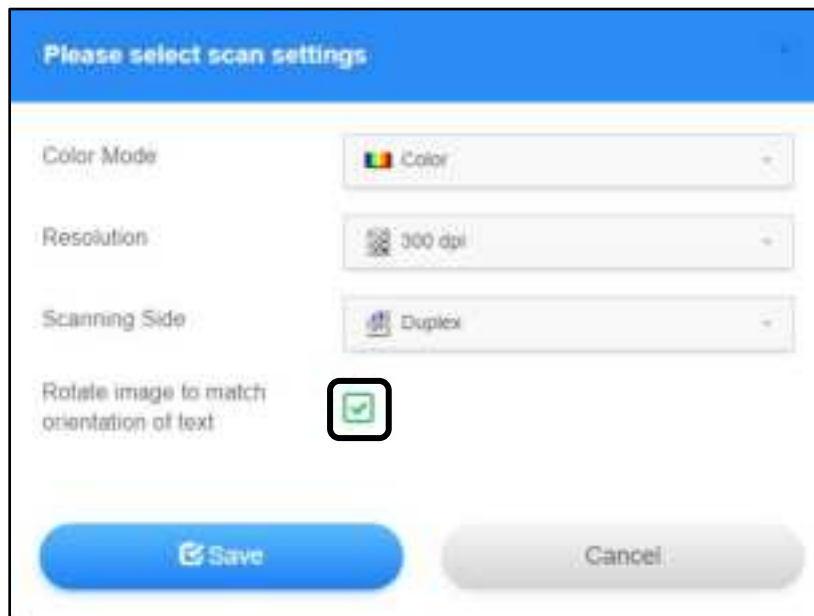 Please select scan settings
Color Mode
Color
Resolution
300 dpi
Scanning Side
Duplex
Rotate image to match
orientation of text
Save
Cancel